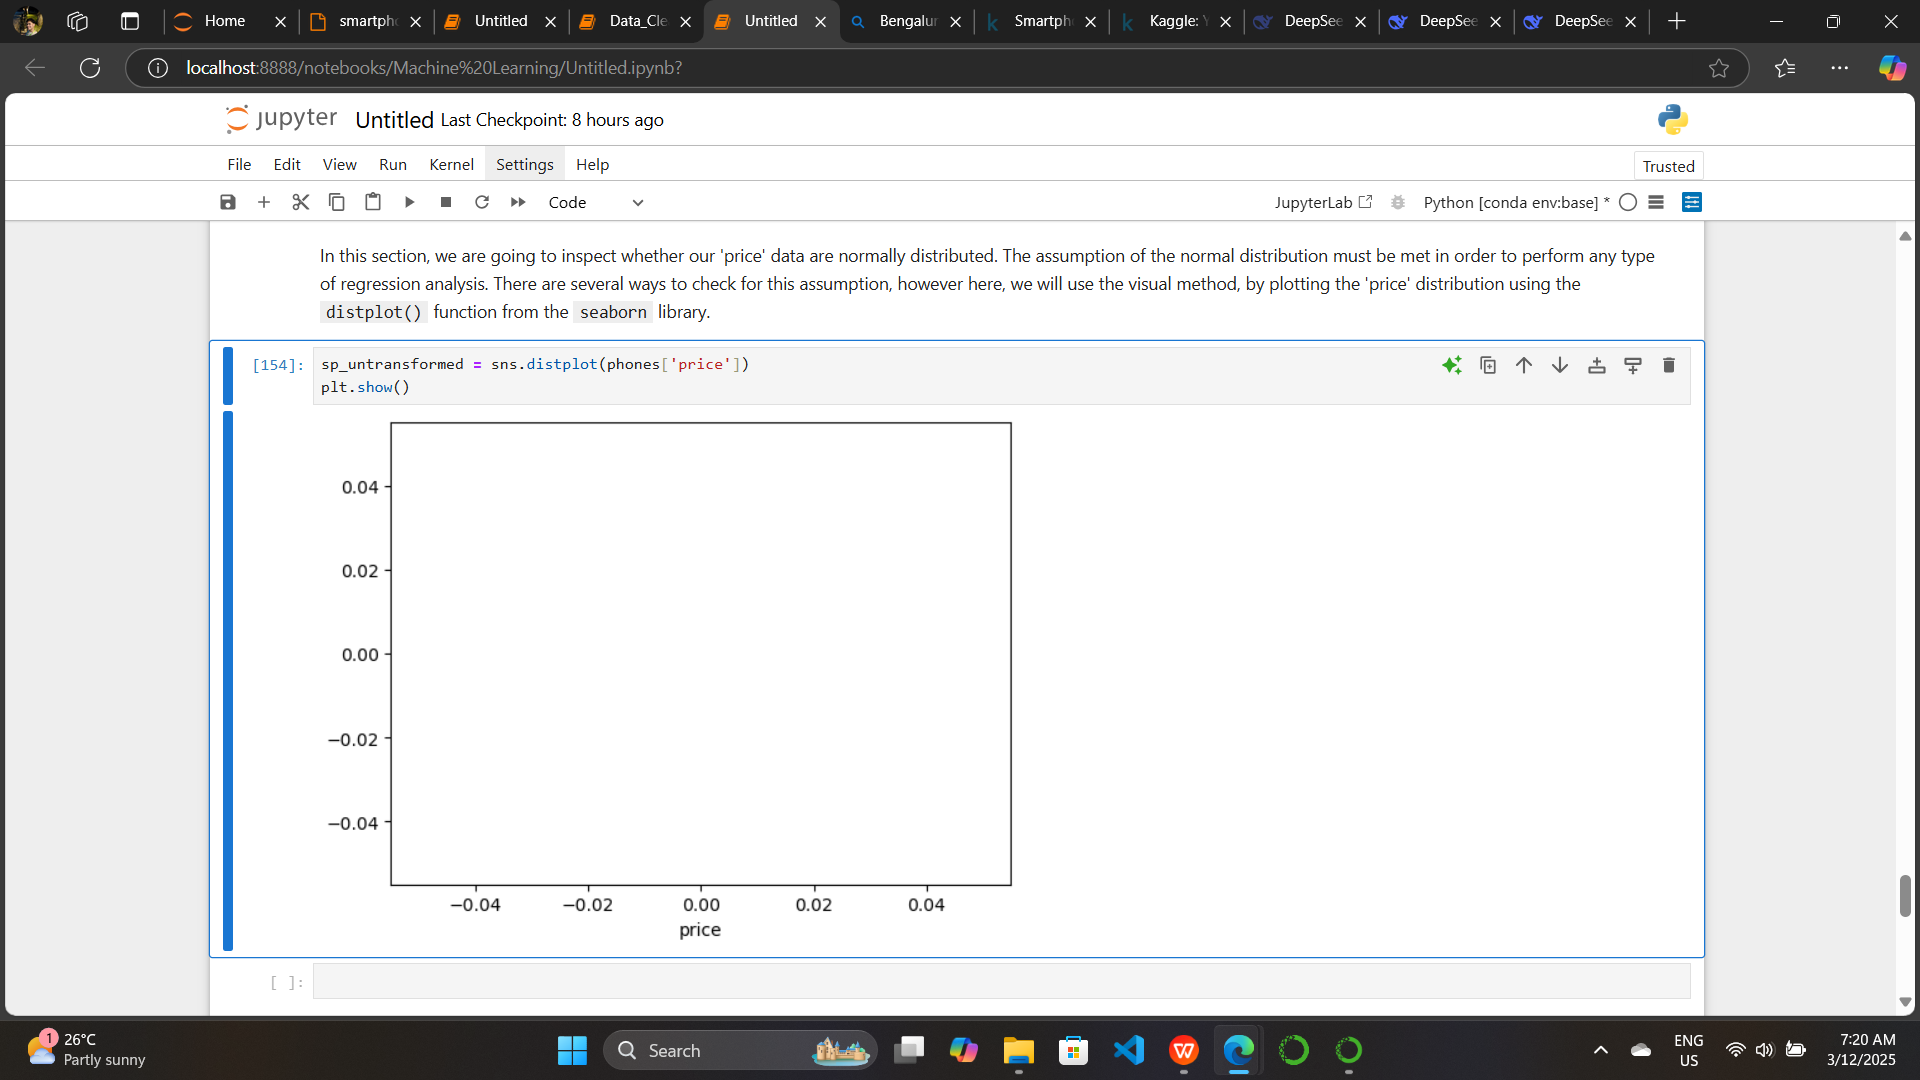 Home
smartpho
Untitled
Data_Cle
Untitled
Bengalur
Smartph
Kaggle: Y
DeepSee
DeepSee
DeepSee
localhost:8888/notebooks/Machine%20Learning/Untitled.ipynb?
jupyter Untitled Last Checkpoint: 8 hours ago
File Edit View Run Kernel Settings Help
Trusted
Code
JupyterLab
Python [conda env:base] *
In this section, we are going to inspect whether our 'price' data are normally distributed. The assumption of the normal distribution must be met in order to perform any type
of regression analysis. There are several ways to check for this assumption, however here, we will use the visual method, by plotting the 'price' distribution using the
distplot() function from the seaborn library.
[154]: sp_untransformed = sns.distplot(phones['price'])
plt.show()
0.04
0.02
0.00
−0.02
−0.04
−0.04 −0.02 0.00 0.02 0.04
price
[ ]:
1
26°C
Partly sunny
Search
ENG
US
7:20 AM
3/12/2025